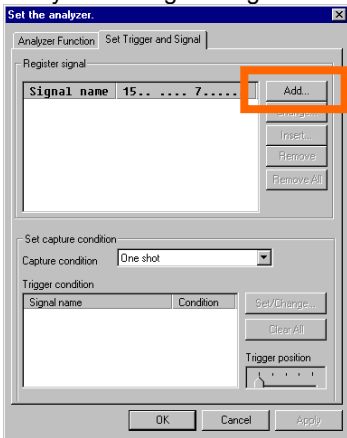 Set the analyzer.
Analyzer Function Set Trigger and Signal
Register signal
Signal name 15.. .... 7.....
Add...
Insert...
Remove
Remove All
Set capture condition
Capture condition One shot
Trigger condition
Signal name Condition
Set/Change...
Clear All
Trigger position
OK Cancel Apply